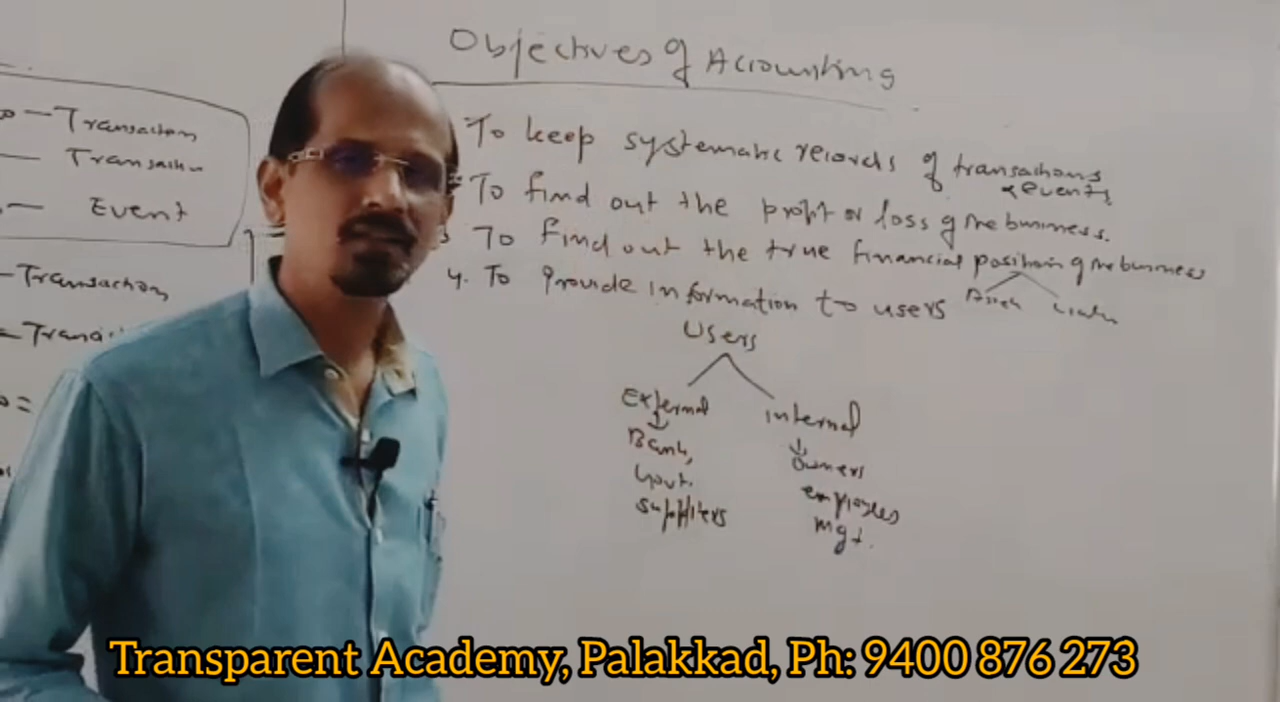 Objectives of Accounting
Transaction
Transaction
Event
Transaction
To keep systematic records of transactions
& events
To find out the profit or loss of the business.
3 To find out the true financial position of the business
4. To provide information to users
Users
External
internal
Bank,
Govt.
suppliers
owners
employees
mgt.
Transparent Academy, Palakkad, Ph: 9400 876 273